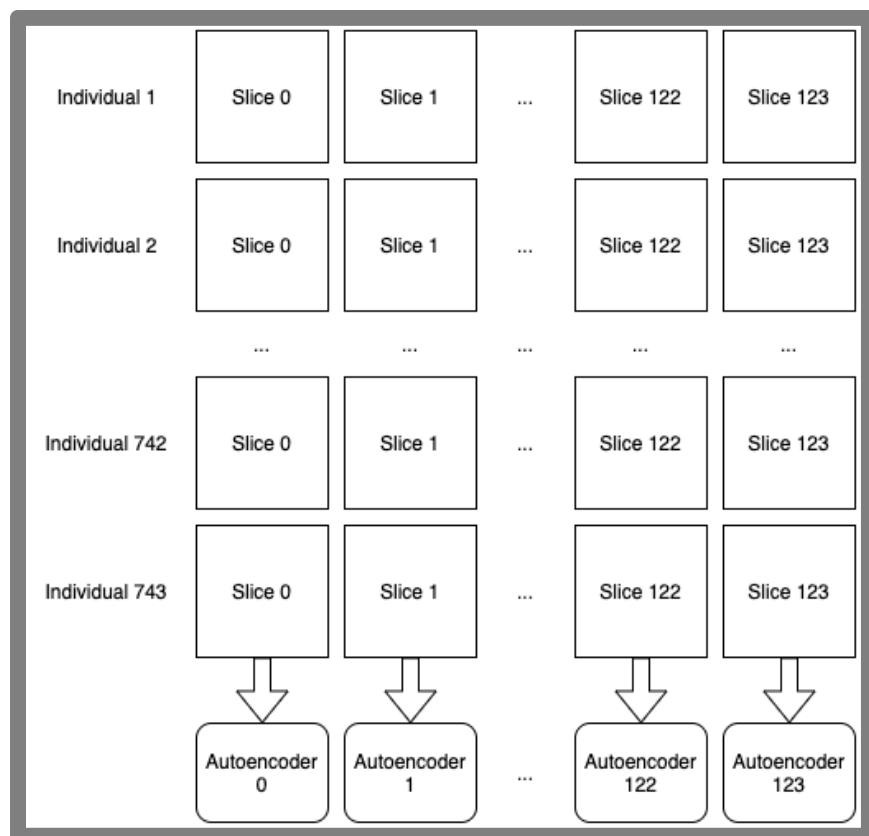 Individual 1 Slice 0 Slice 1 ... Slice 122 Slice 123
Individual 2 Slice 0 Slice 1 ... Slice 122 Slice 123
... ... ... ... ...
Individual 742 Slice 0 Slice 1 ... Slice 122 Slice 123
Individual 743 Slice 0 Slice 1 ... Slice 122 Slice 123
Autoencoder Autoencoder ... Autoencoder Autoencoder
0 1 122 123